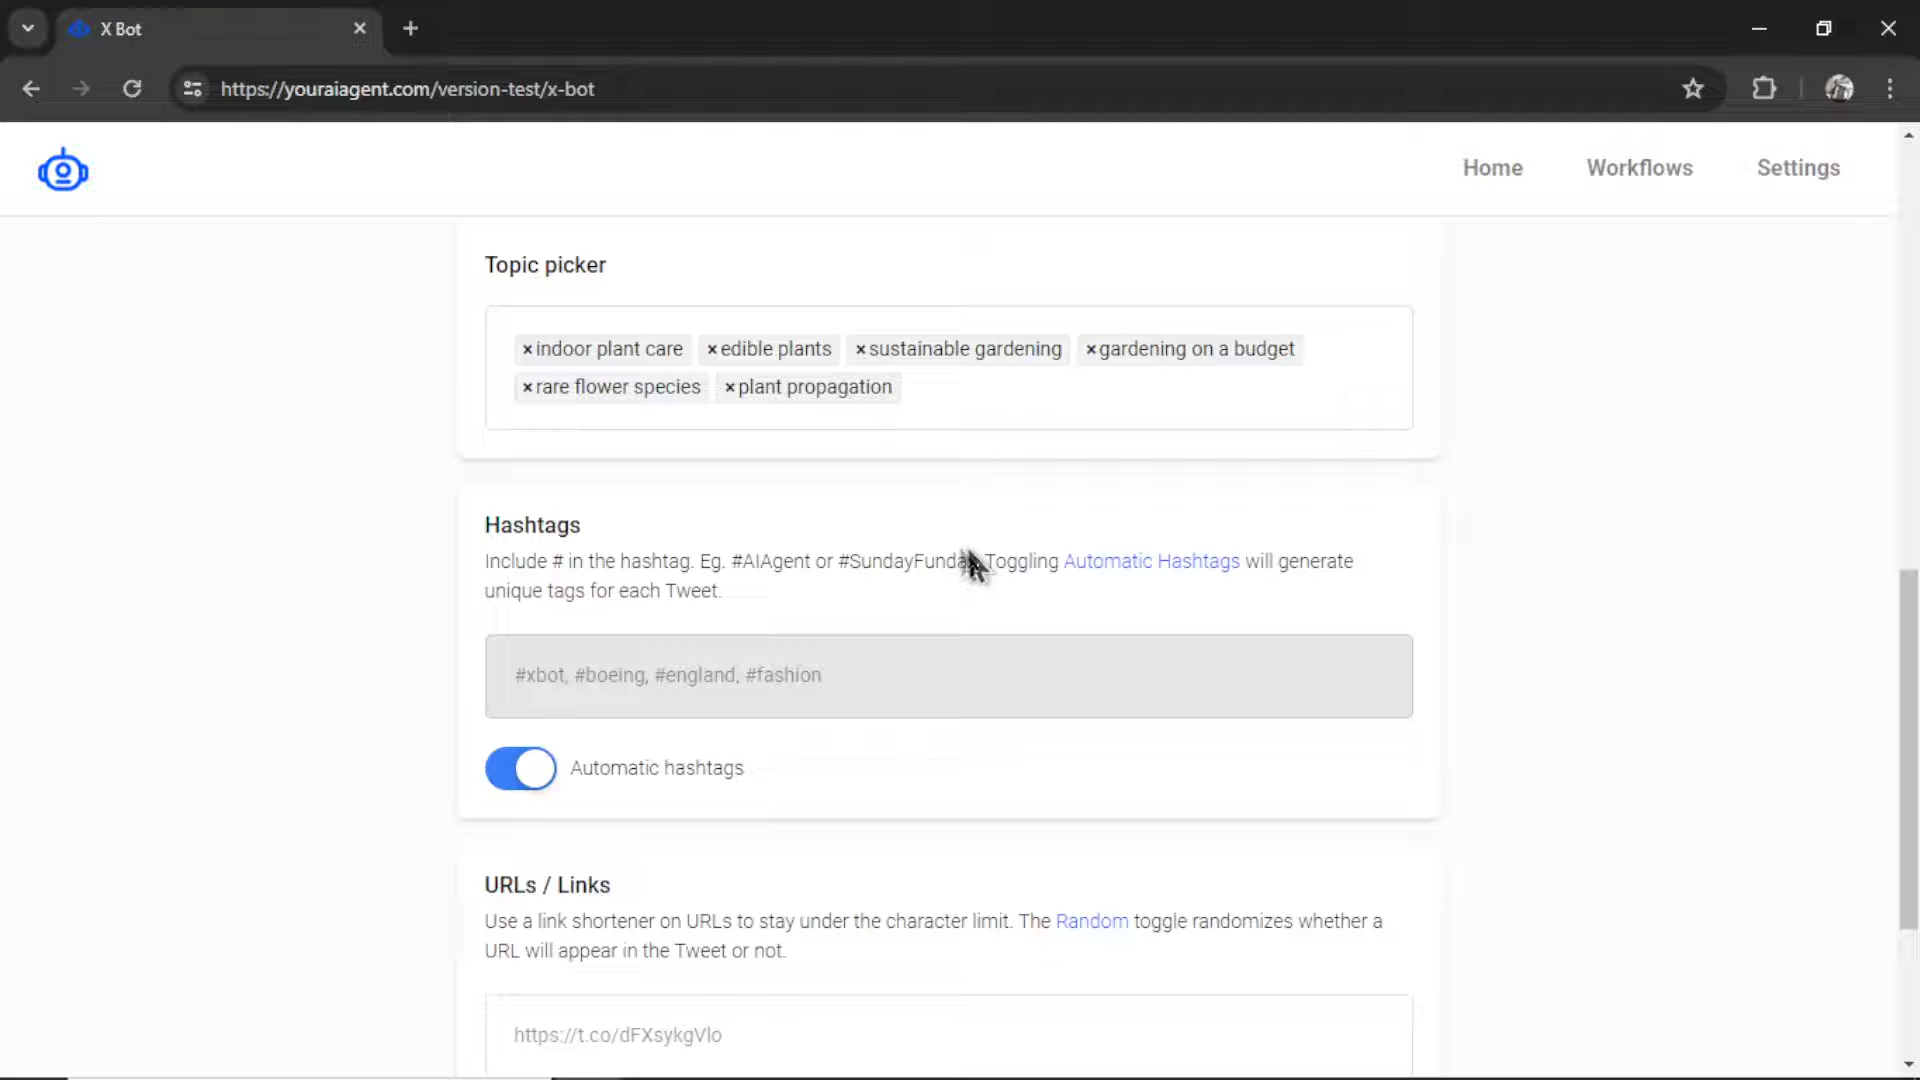 X Bot
https://youraiagent.com/version-test/x-bot
Home Workflows Settings
Topic picker
×indoor plant care ×edible plants ×sustainable gardening ×gardening on a budget
×rare flower species ×plant propagation
Hashtags
Include # in the hashtag. Eg. #AIAgent or #SundayFunda Toggling Automatic Hashtags will generate
unique tags for each Tweet.
#xbot, #boeing, #england, #fashion
Automatic hashtags
URLs / Links
Use a link shortener on URLs to stay under the character limit. The Random toggle randomizes whether a
URL will appear in the Tweet or not.
https://t.co/dFXsykgVlo